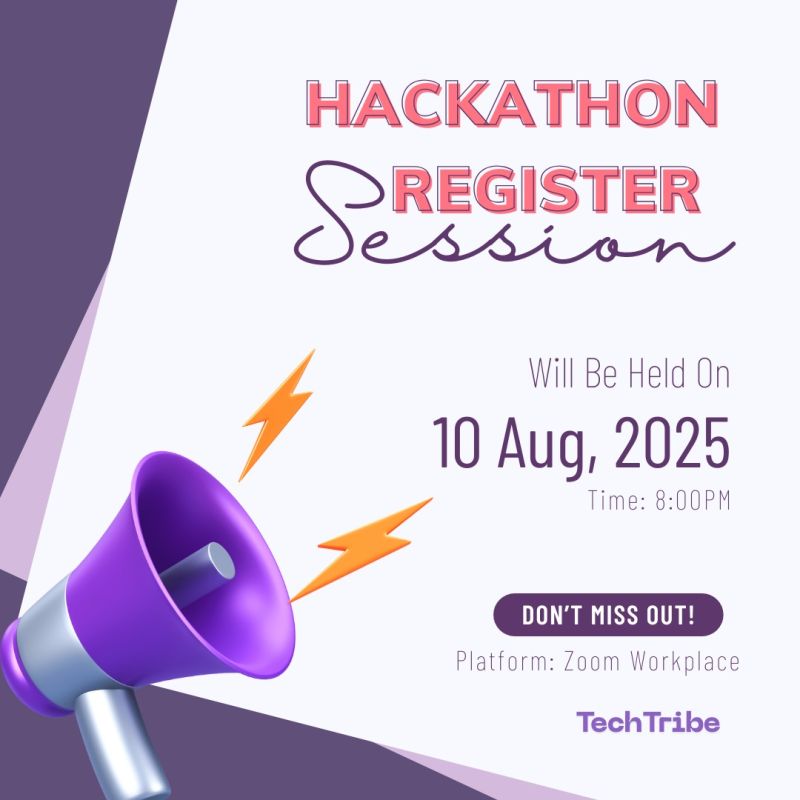 HACKATHON
REGISTER
Session
Will Be Held On
10 Aug, 2025
Time: 8:00PM
DON'T MISS OUT!
Platform: Zoom Workplace
TechTribe